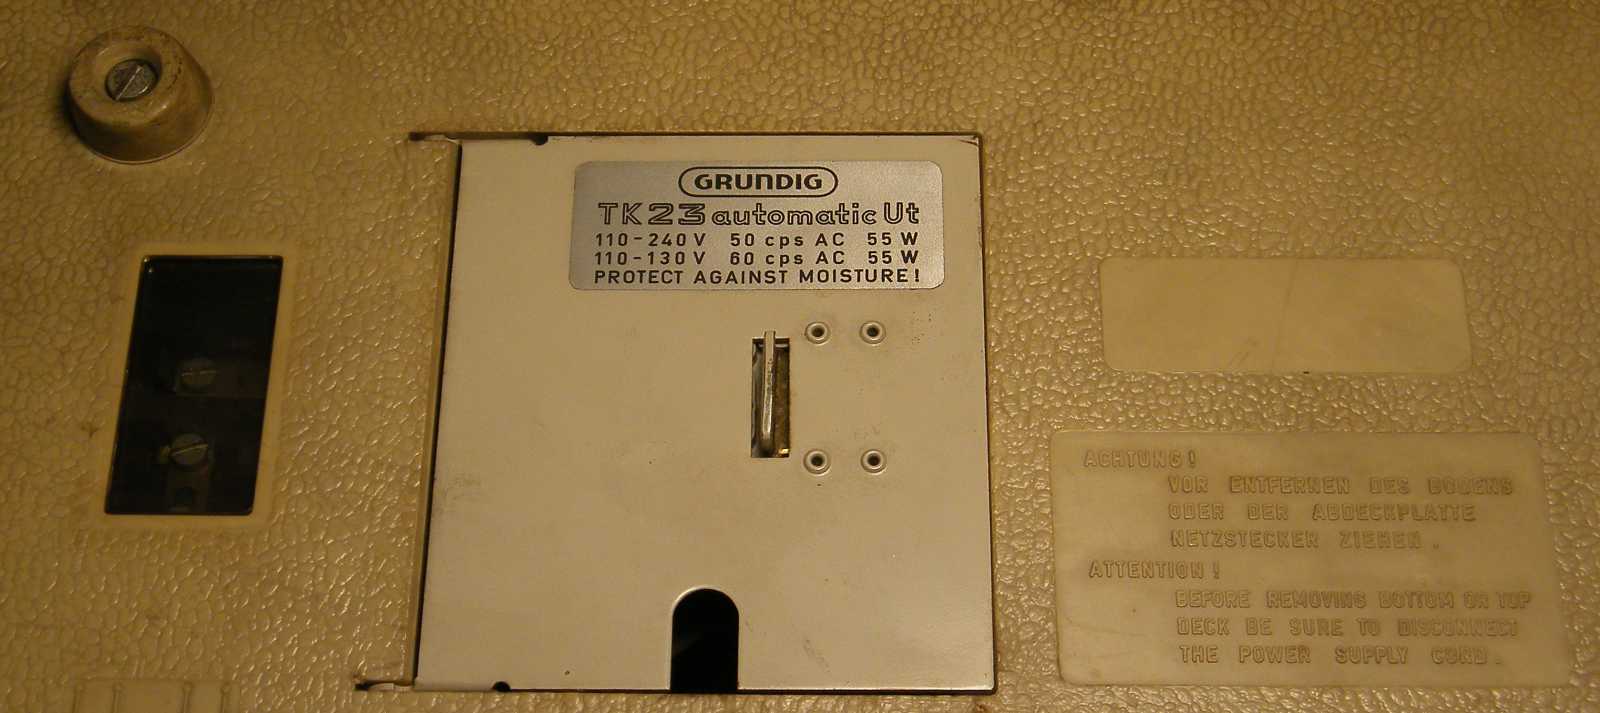 GRUNDIG
TK23 automatic Ut
110-240V 50 cps AC 55 W
110-130V 60 cps AC 55 W
PROTECT AGAINST MOISTURE!
ACHTUNG!
VOR ENTFERNEN DES BODENS
ODER DER ABDECKPLATTE
NETZSTECKER ZIEHEN.
ATTENTION!
BEFORE REMOVING BOTTOM OR TOP
DECK BE SURE TO DISCONNECT
THE POWER SUPPLY CORD.